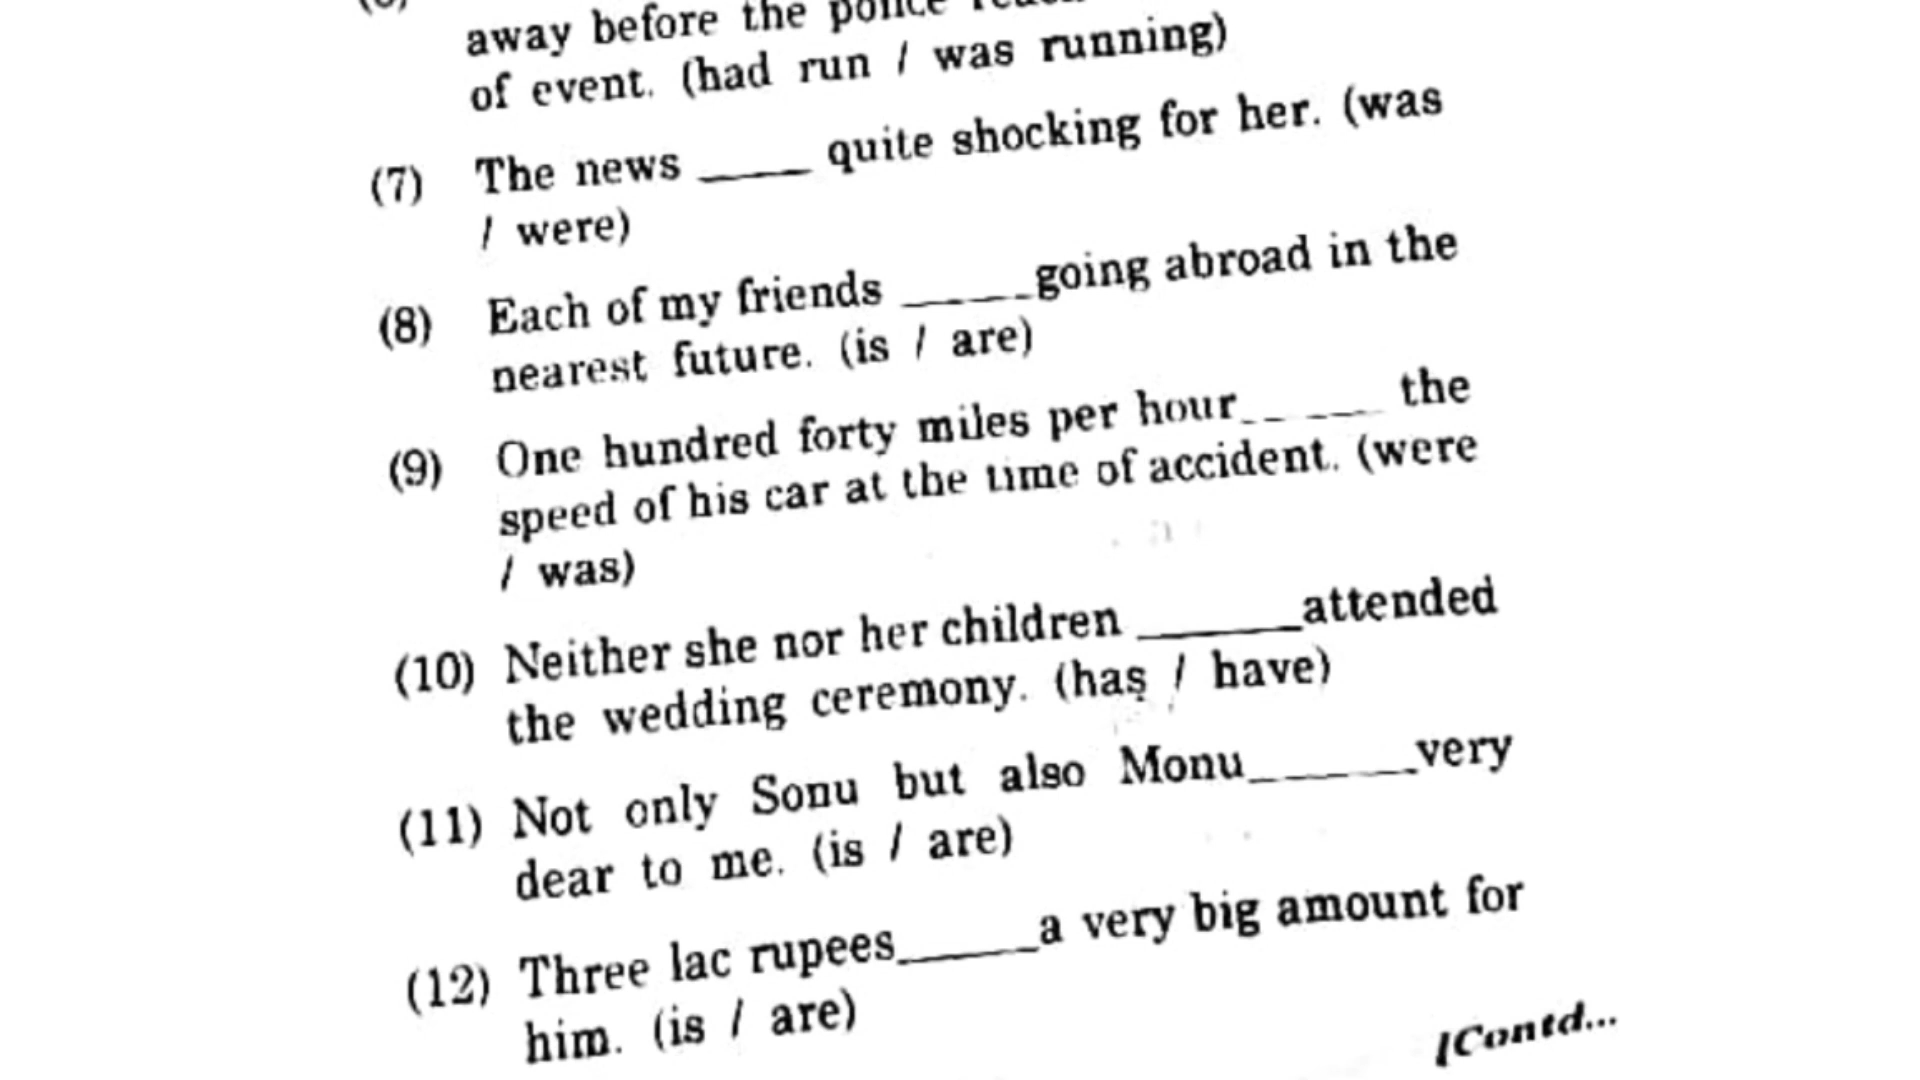 away before the police
of event. (had run / was running)
(7) The news ____ quite shocking for her. (was
/ were)
(8) Each of my friends _____going abroad in the
nearest future. (is / are)
(9) One hundred forty miles per hour_____ the
speed of his car at the time of accident. (were
/ was)
(10) Neither she nor her children ______attended
the wedding ceremony. (has / have)
(11) Not only Sonu but also Monu______very
dear to me. (is / are)
(12) Three lac rupees_____a very big amount for
him. (is / are)
[Contd...